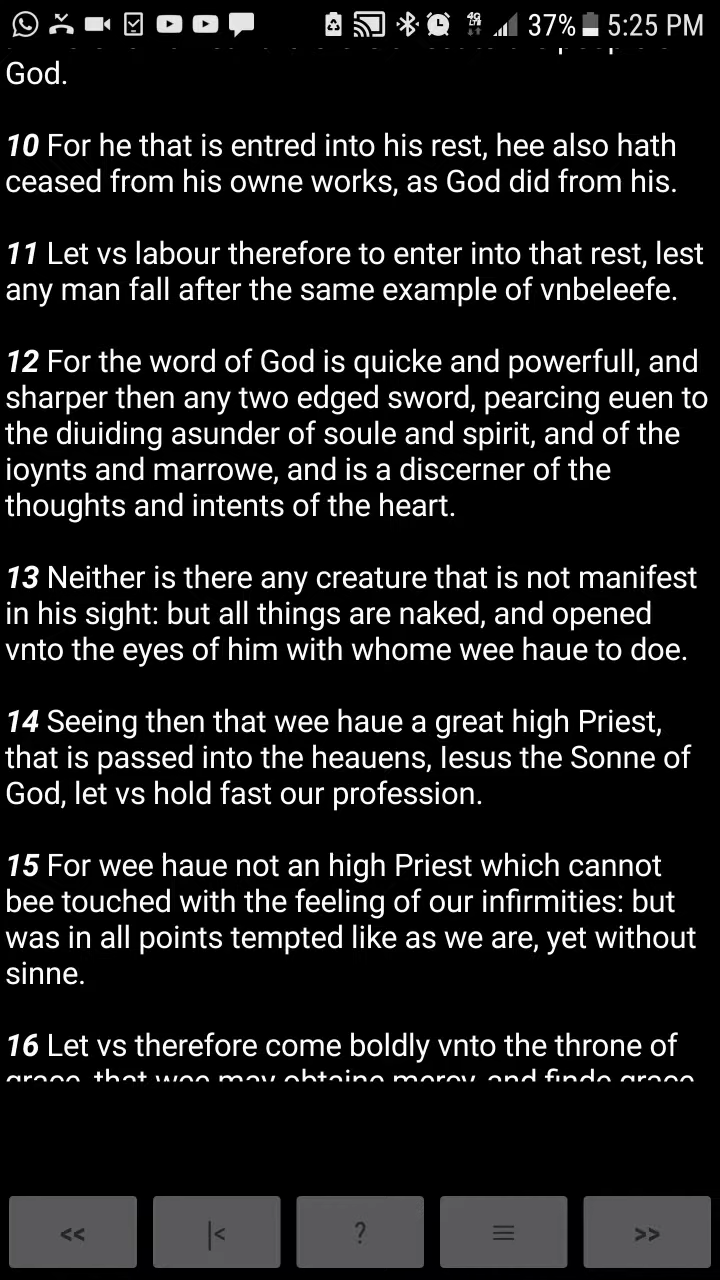 37% 5:25 PM
God.
10 For he that is entred into his rest, hee also hath
ceased from his owne works, as God did from his.
11 Let vs labour therefore to enter into that rest, lest
any man fall after the same example of vnbeleefe.
12 For the word of God is quicke and powerfull, and
sharper then any two edged sword, pearcing euen to
the diuiding asunder of soule and spirit, and of the
ioynts and marrowe, and is a discerner of the
thoughts and intents of the heart.
13 Neither is there any creature that is not manifest
in his sight: but all things are naked, and opened
vnto the eyes of him with whome wee haue to doe.
14 Seeing then that wee haue a great high Priest,
that is passed into the heauens, Iesus the Sonne of
God, let vs hold fast our profession.
15 For wee haue not an high Priest which cannot
bee touched with the feeling of our infirmities: but
was in all points tempted like as we are, yet without
sinne.
16 Let vs therefore come boldly vnto the throne of
grace, that wee may obtaine mercy, and finde grace
<< |< ? ≡ >>